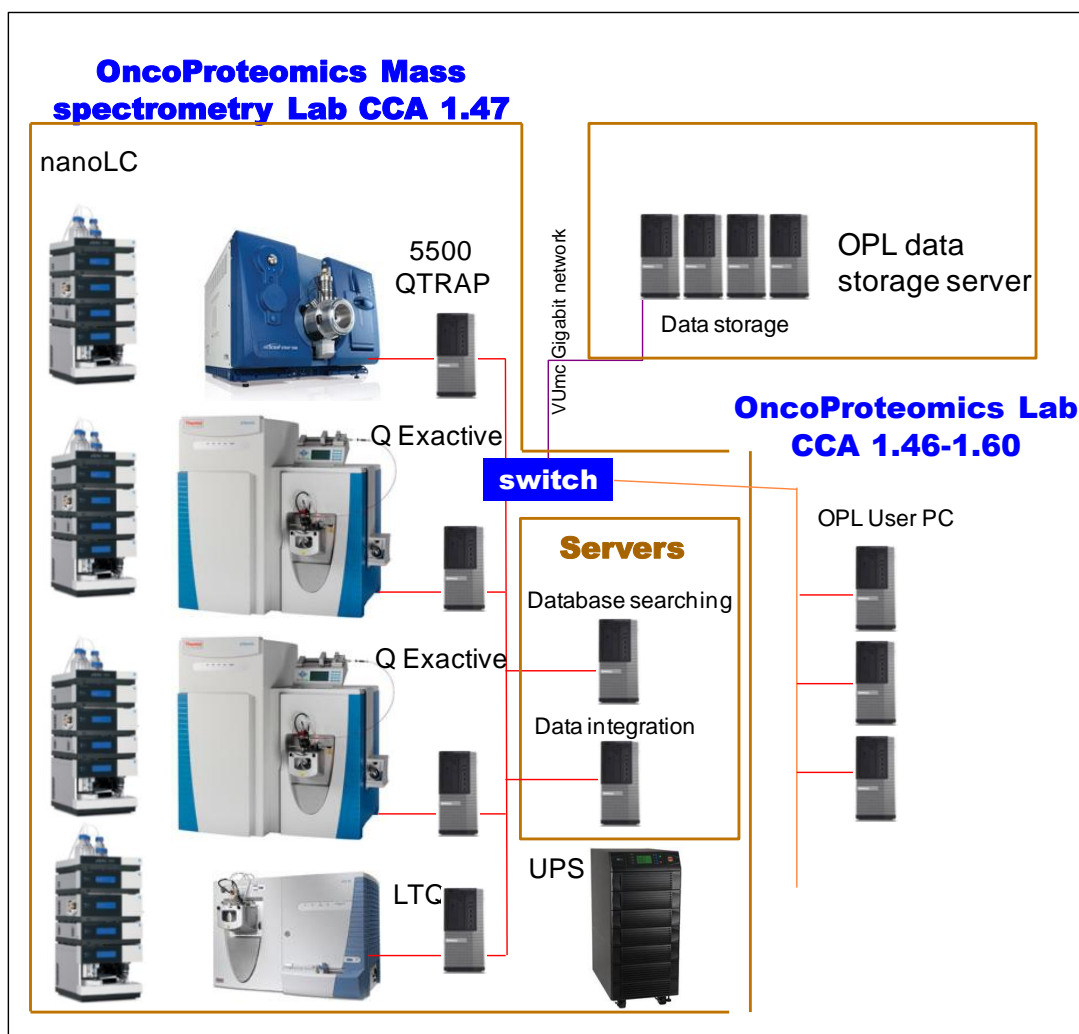 OncoProteomics Mass
spectrometry Lab CCA 1.47
nanoLC
5500
QTRAP
VUmc Gigabit network
OPL data
storage server
Data storage
OncoProteomics Lab
CCA 1.46-1.60
Q Exactive
switch
OPL User PC
Servers
Database searching
Q Exactive
Data integration
UPS
LTQ